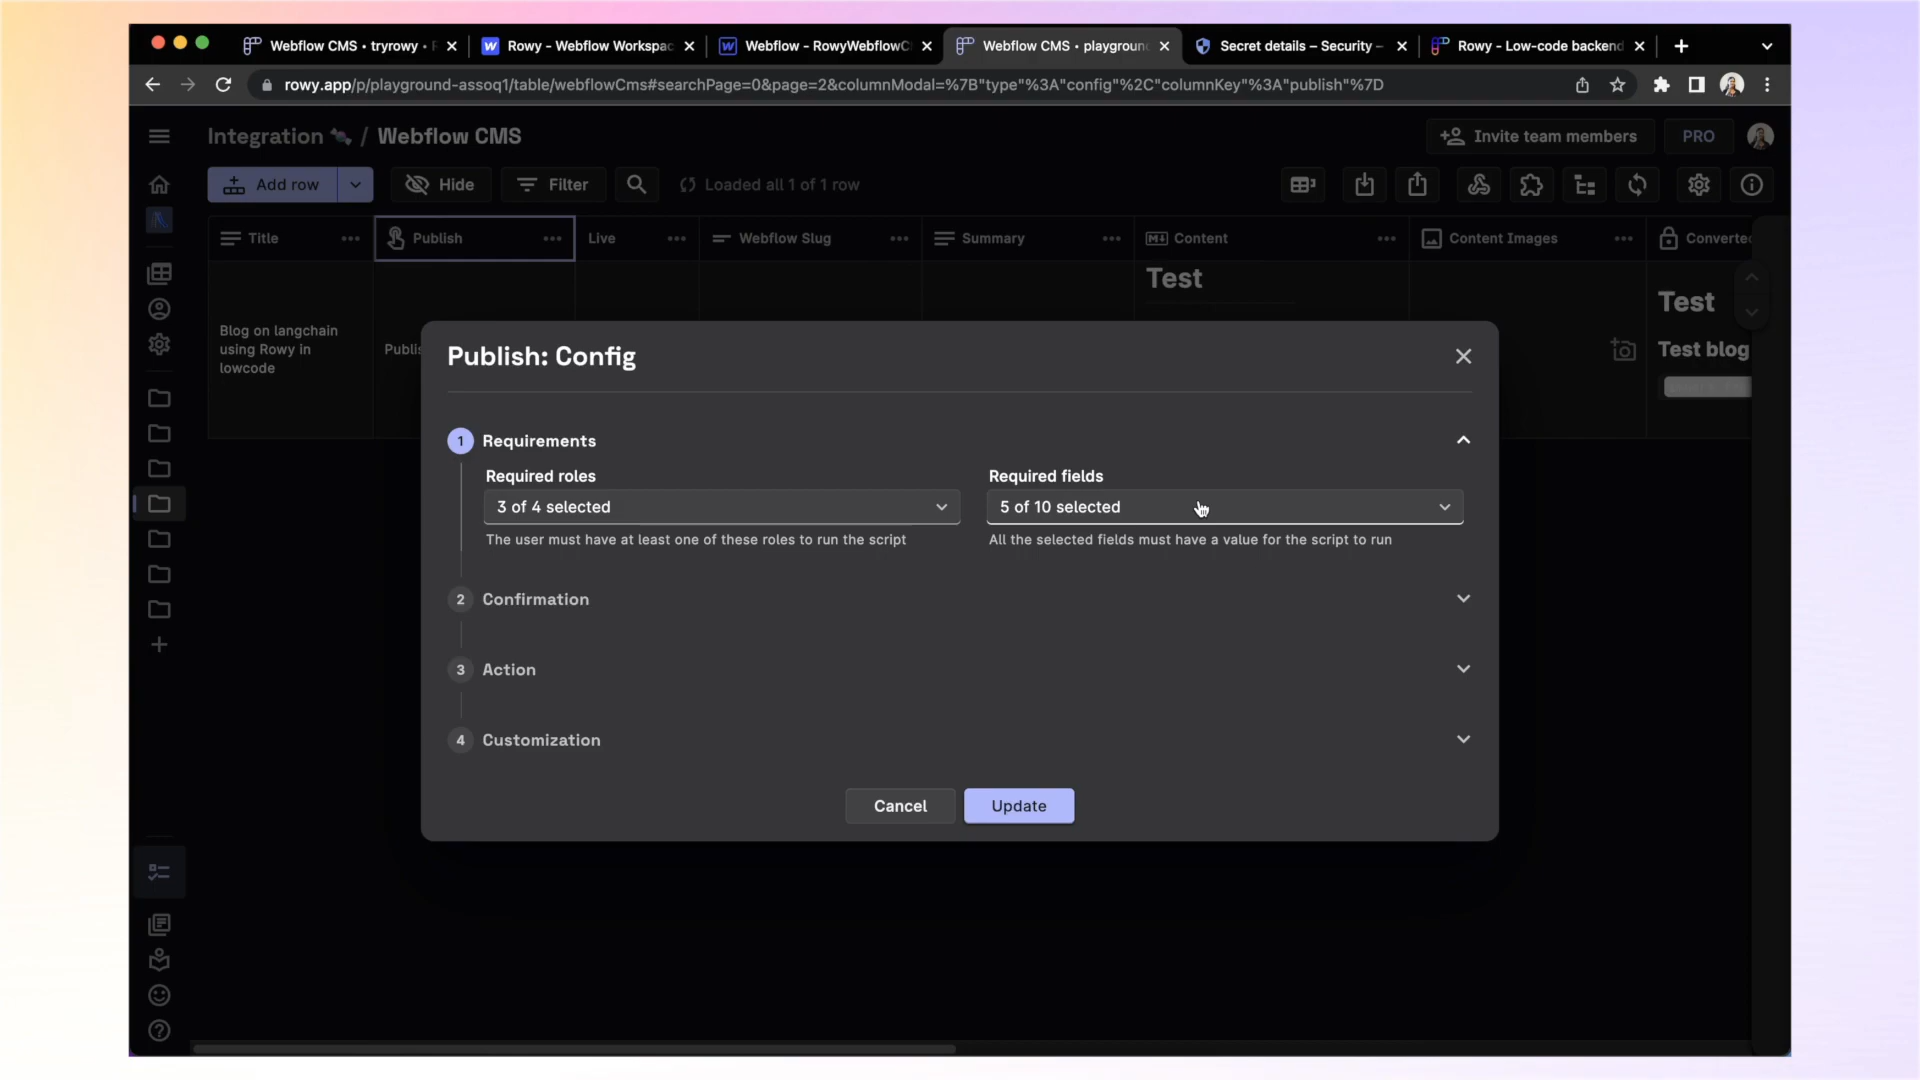 Webflow CMS • tryrowy •
Rowy - Webflow Workspac
Webflow - RowyWebflowC
Webflow CMS • playgroun
Secret details – Security –
Rowy - Low-code backend
rowy.app/p/playground-assoq1/table/webflowCms#searchPage=0&page=2&columnModal=%7B"type"%3A"config"%2C"columnKey"%3A"publish"%7D
Integration / Webflow CMS
Invite team members
PRO
Add row
Hide
Filter
Loaded all 1 of 1 row
Title
Publish
Live
Webflow Slug
Summary
Content
Content Images
Converte
Blog on langchain
using Rowy in
lowcode
Publis
Test
Test
Test blog
Publish: Config
1 Requirements
Required roles
3 of 4 selected
The user must have at least one of these roles to run the script
Required fields
5 of 10 selected
All the selected fields must have a value for the script to run
2 Confirmation
3 Action
4 Customization
Cancel
Update